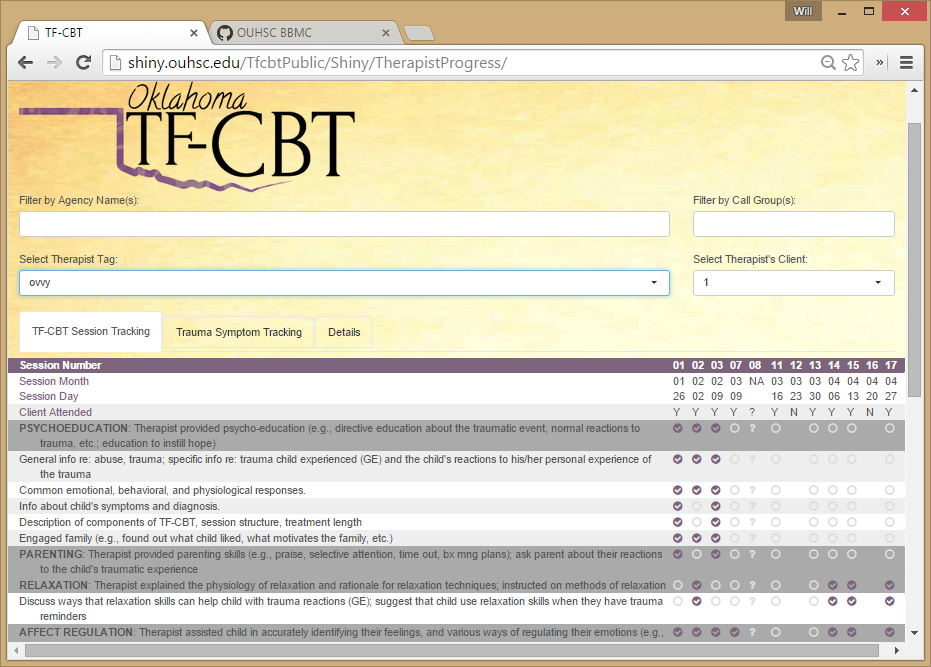 Will
TF-CBT
OUHSC BBMC
shiny.ouhsc.edu/TfcbtPublic/Shiny/TherapistProgress/
Oklahoma
TF-CBT
Filter by Agency Name(s): Filter by Call Group(s):
Select Therapist Tag: Select Therapist's Client:
ovvy 1
TF-CBT Session Tracking Trauma Symptom Tracking Details
Session Number 01 02 03 07 08 11 12 13 14 15 16 17
Session Month 01 02 02 03 NA 03 03 03 04 04 04 04
Session Day 26 02 09 09 16 23 30 06 13 20 27
Client Attended Y Y Y Y ? Y N Y Y Y N Y
PSYCHOEDUCATION: Therapist provided psycho-education (e.g., directive education about the traumatic event, normal reactions to ?
trauma, etc.; education to instill hope)
General info re: abuse, trauma; specific info re: trauma child experienced (GE) and the child's reactions to his/her personal experience of ?
the trauma
Common emotional, behavioral, and physiological responses. ?
Info about child's symptoms and diagnosis. ?
Description of components of TF-CBT, session structure, treatment length ?
Engaged family (e.g., found out what child liked, what motivates the family, etc.) ?
PARENTING: Therapist provided parenting skills (e.g., praise, selective attention, time out, bx mng plans); ask parent about their reactions ?
to the child's traumatic experience
RELAXATION: Therapist explained the physiology of relaxation and rationale for relaxation techniques; instructed on methods of relaxation ?
Discuss ways that relaxation skills can help child with trauma reactions (GE); suggest that child use relaxation skills when they have trauma ?
reminders
AFFECT REGULATION: Therapist assisted child in accurately identifying their feelings, and various ways of regulating their emotions (e.g., ?